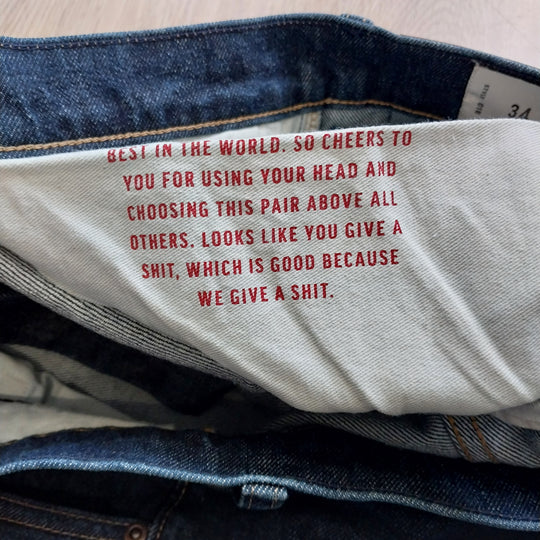 BEST IN THE WORLD. SO CHEERS TO
YOU FOR USING YOUR HEAD AND
CHOOSING THIS PAIR ABOVE ALL
OTHERS. LOOKS LIKE YOU GIVE A
SHIT, WHICH IS GOOD BECAUSE
WE GIVE A SHIT.
34